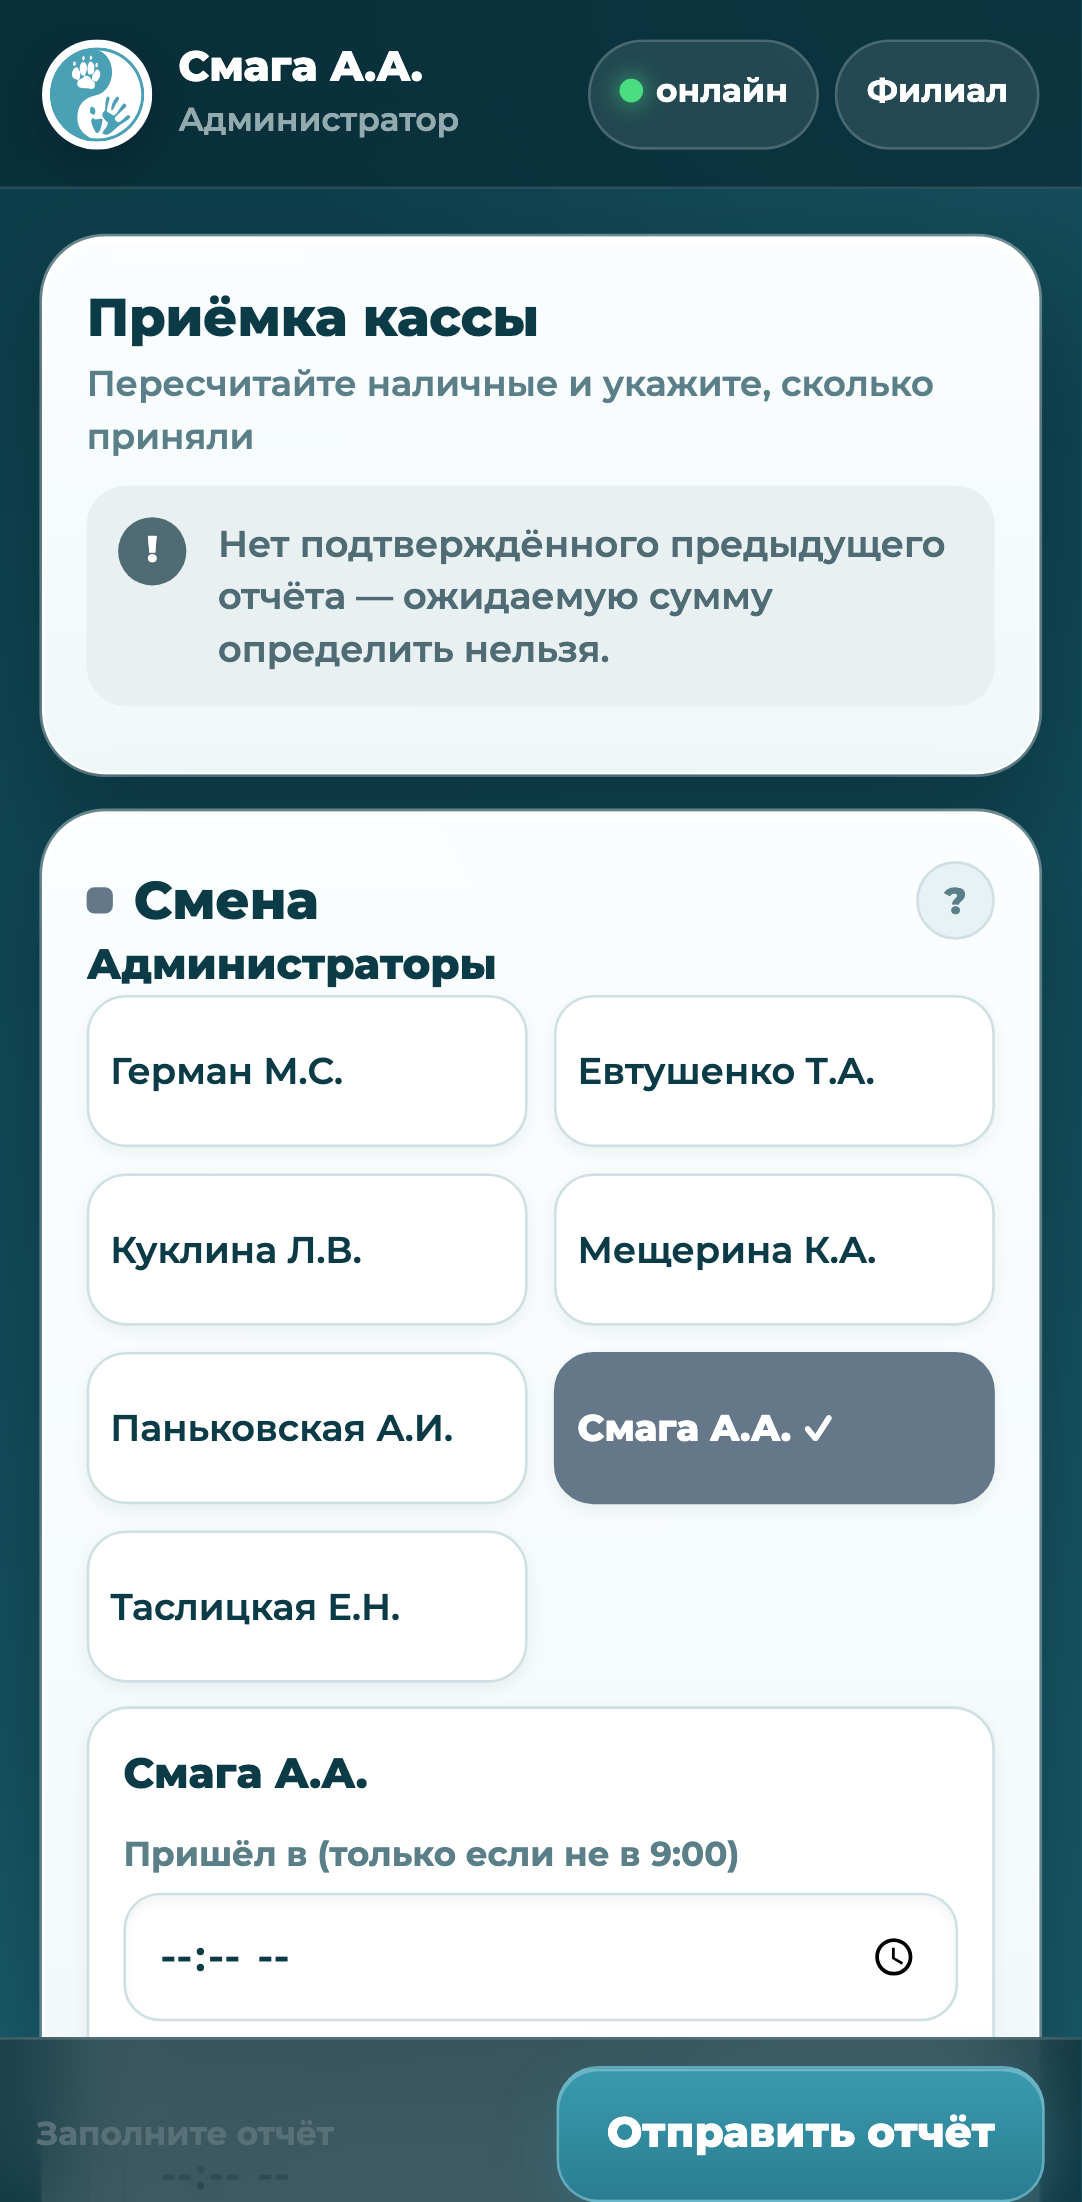 Смага А.А.
Администратор
онлайн
Филиал
Приёмка кассы
Пересчитайте наличные и укажите, сколько
приняли
!
Нет подтверждённого предыдущего
отчёта — ожидаемую сумму
определить нельзя.
Смена
?
Администраторы
Герман М.С.
Евтушенко Т.А.
Куклина Л.В.
Мещерина К.А.
Паньковская А.И.
Смага А.А. ✓
Таслицкая Е.Н.
Смага А.А.
Пришёл в (только если не в 9:00)
--:-- --
Заполните отчёт
Отправить отчёт
--:-- --